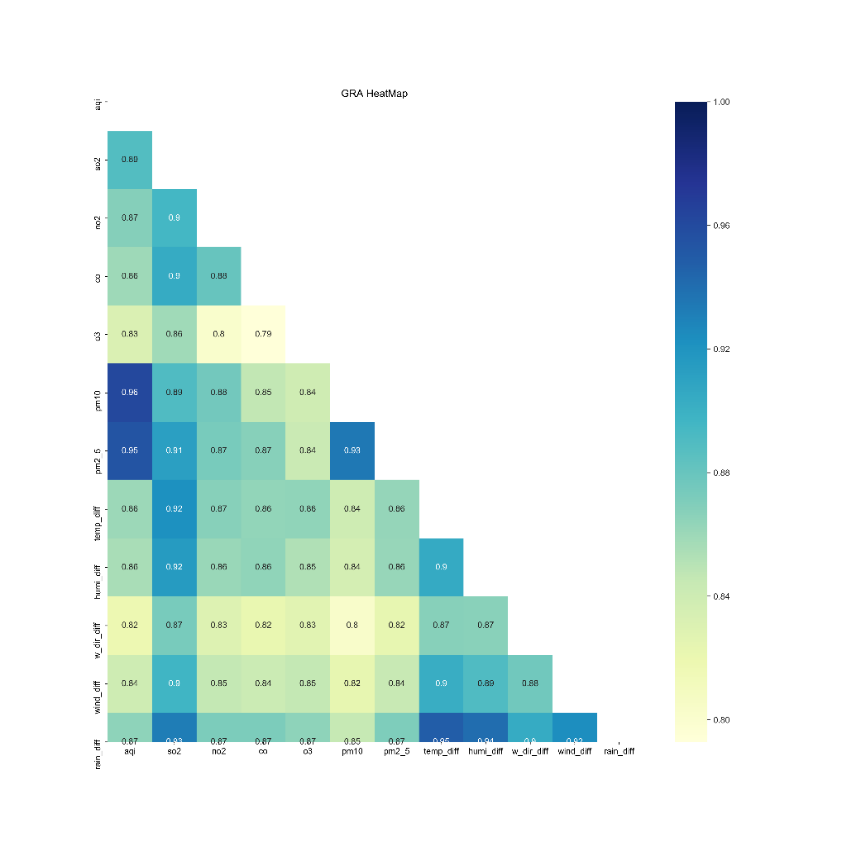 GRA HeatMap
aqi
so2 0.89
no2 0.87 0.9
co 0.86 0.9 0.88
o3 0.83 0.86 0.8 0.79
pm10 0.96 0.89 0.88 0.85 0.84
pm2_5 0.95 0.91 0.87 0.87 0.84 0.93
temp_diff 0.86 0.92 0.87 0.86 0.86 0.84 0.86
humi_diff 0.86 0.92 0.86 0.86 0.85 0.84 0.86 0.9
w_dir_diff 0.82 0.87 0.83 0.82 0.83 0.8 0.82 0.87 0.87
wind_diff 0.84 0.9 0.85 0.84 0.85 0.82 0.84 0.9 0.89 0.88
rain_diff 0.87 0.93 0.87 0.87 0.87 0.85 0.87 0.95 0.94 0.9
aqi so2 no2 co o3 pm10 pm2_5 temp_diff humi_diff w_dir_diff wind_diff rain_diff
1.00
0.96
0.92
0.88
0.84
0.80